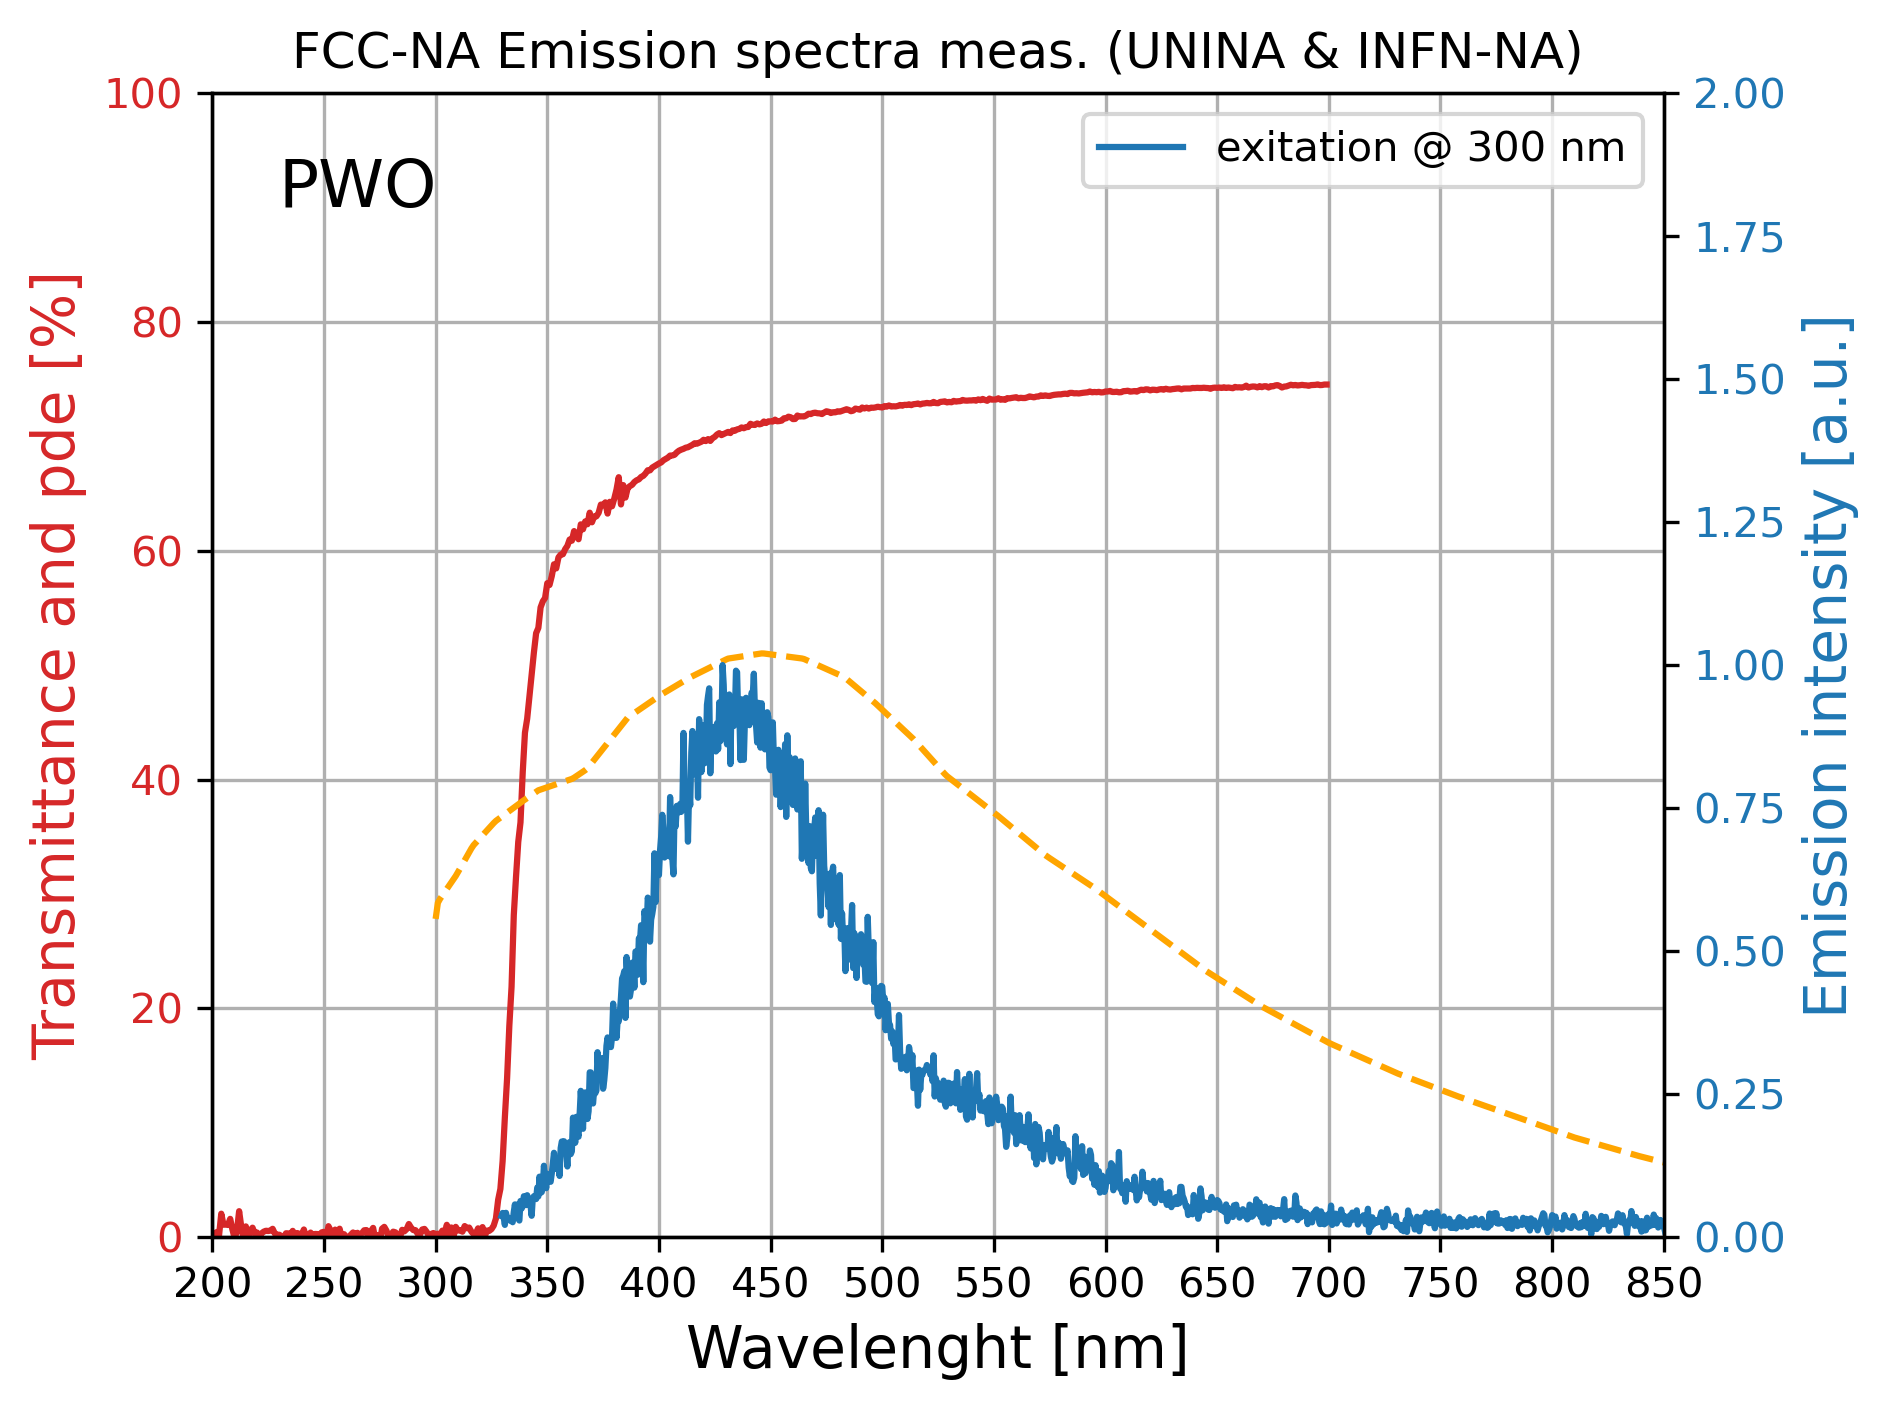 FCC-NA Emission spectra meas. (UNINA & INFN-NA)
exitation @ 300 nm
PWO
Transmittance and pde [%]
100
80
60
40
20
0
2.00
1.75
1.50
1.25
1.00
0.75
0.50
0.25
0.00
Emission intensity [a.u.]
200 250 300 350 400 450 500 550 600 650 700 750 800 850
Wavelenght [nm]